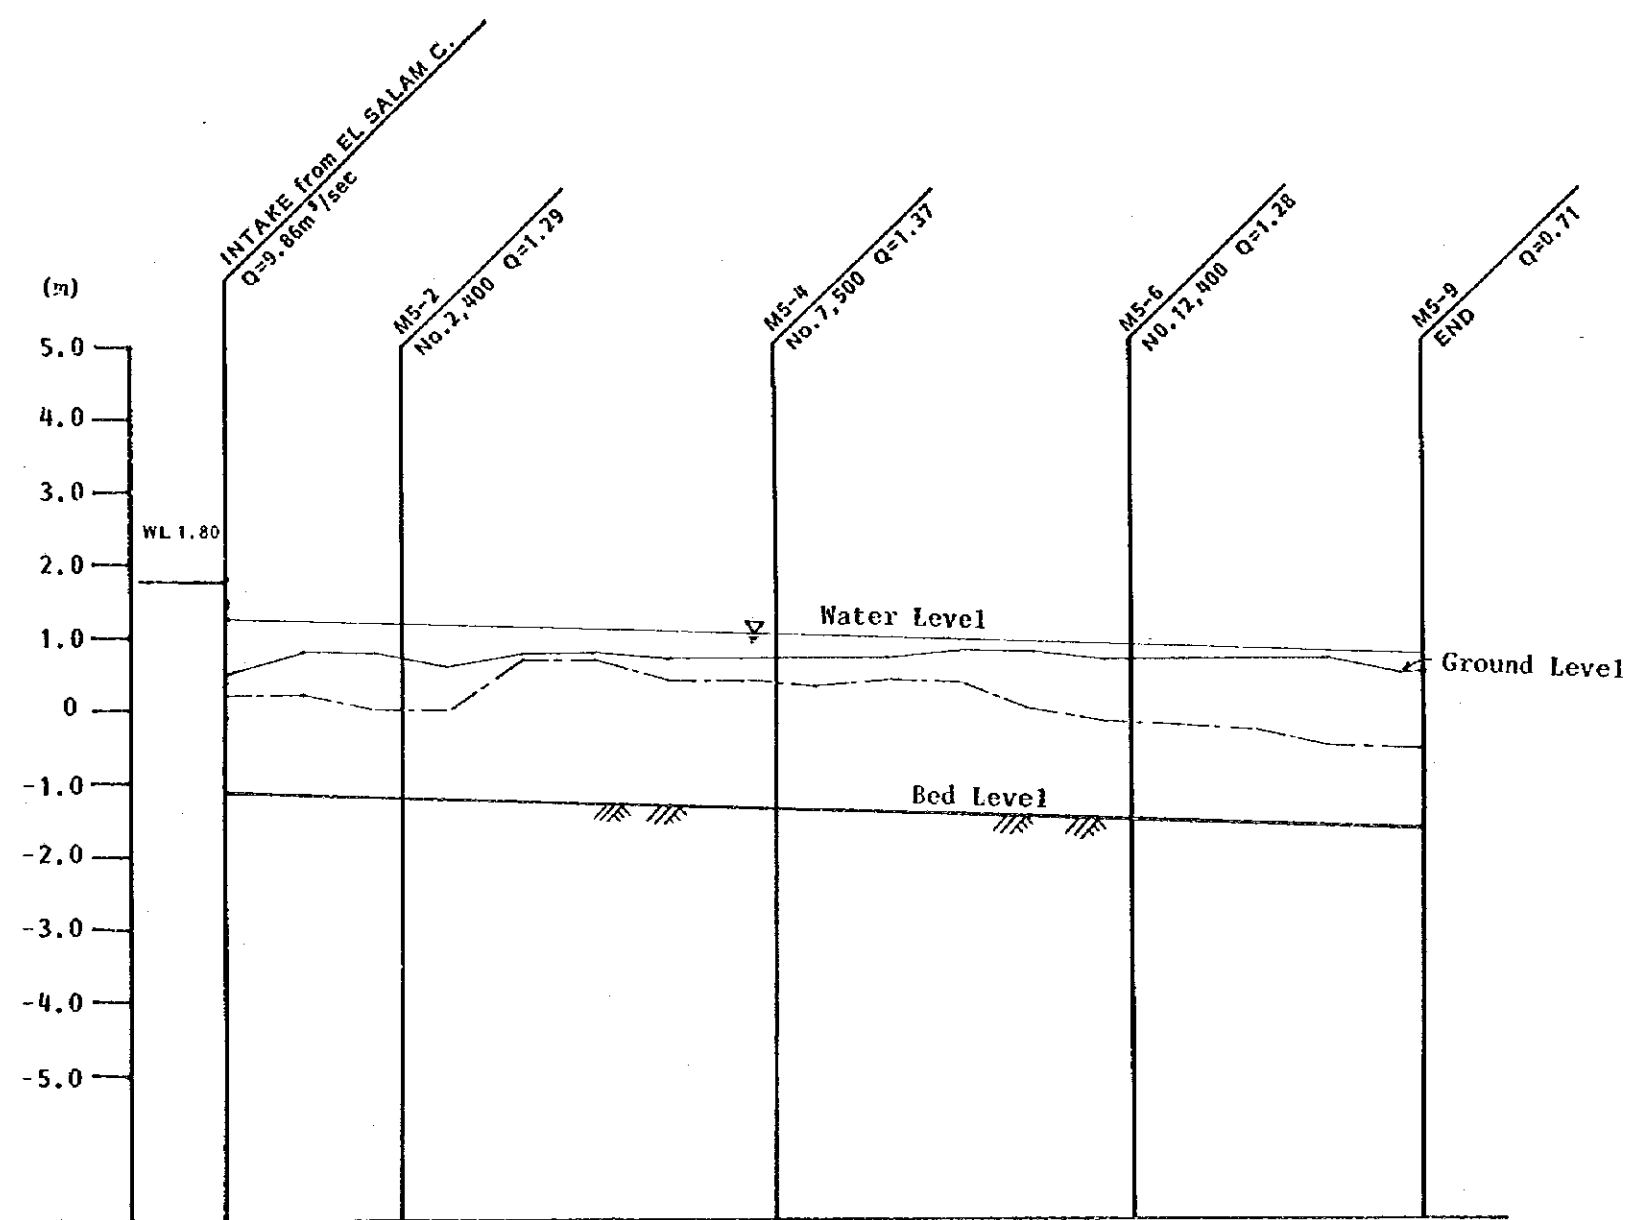 INTAKE from EL SALAM C.
Q=9.86m³/sec
M5-2
No.2,400 Q=1.29
M5-4
No.7,500 Q=1.37
M5-6
NO.12,400 Q=1.28
M5-9
END Q=0.71
(m)
5.0
4.0
3.0
WL 1.80
2.0
Water Level
1.0
Ground Level
0
-1.0
Bed Level
-2.0
-3.0
-4.0
-5.0